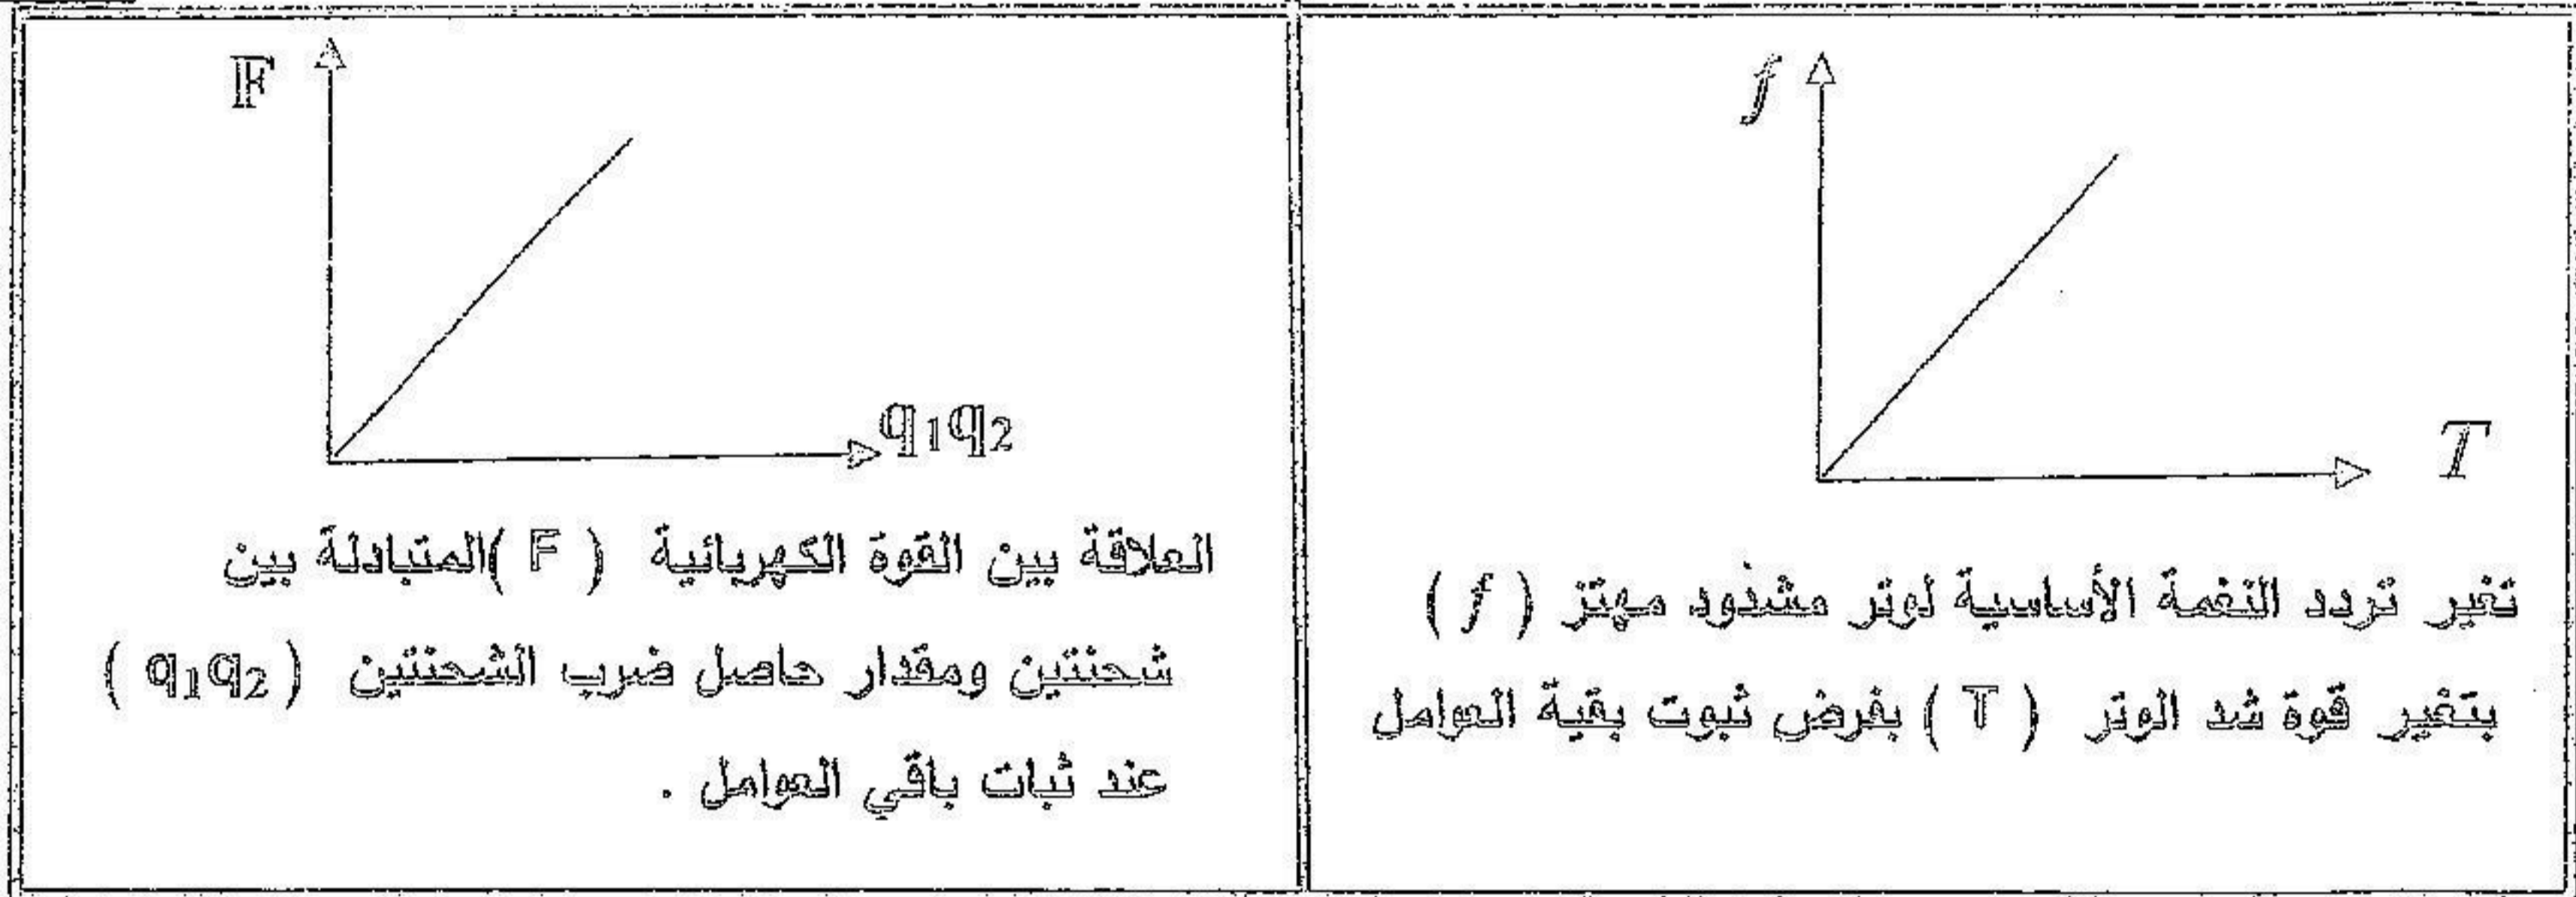 f
T
تغير تردد النغمة الأساسية لوتر مشدود مهتز ( f )
بتغير قوة شد الوتر ( T ) بفرض ثبوت بقية العوامل
F
q₁q₂
العلاقة بين القوة الكهربائية ( F )المتبادلة بين
شحنتين ومقدار حاصل ضرب الشحنتين ( q₁q₂ )
عند ثبات باقي العوامل .